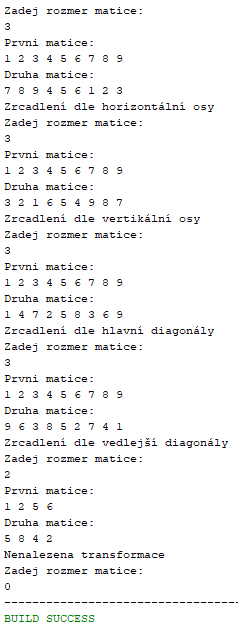 Zadej rozmer matice:
3
Prvni matice:
1 2 3 4 5 6 7 8 9
Druha matice:
7 8 9 4 5 6 1 2 3
Zrcadlení dle horizontální osy
Zadej rozmer matice:
3
Prvni matice:
1 2 3 4 5 6 7 8 9
Druha matice:
3 2 1 6 5 4 9 8 7
Zrcadlení dle vertikální osy
Zadej rozmer matice:
3
Prvni matice:
1 2 3 4 5 6 7 8 9
Druha matice:
1 4 7 2 5 8 3 6 9
Zrcadlení dle hlavní diagonály
Zadej rozmer matice:
3
Prvni matice:
1 2 3 4 5 6 7 8 9
Druha matice:
9 6 3 8 5 2 7 4 1
Zrcadlení dle vedlejší diagonály
Zadej rozmer matice:
2
Prvni matice:
1 2 5 6
Druha matice:
5 8 4 2
Nenalezena transformace
Zadej rozmer matice:
0
-----------------------------------
BUILD SUCCESS